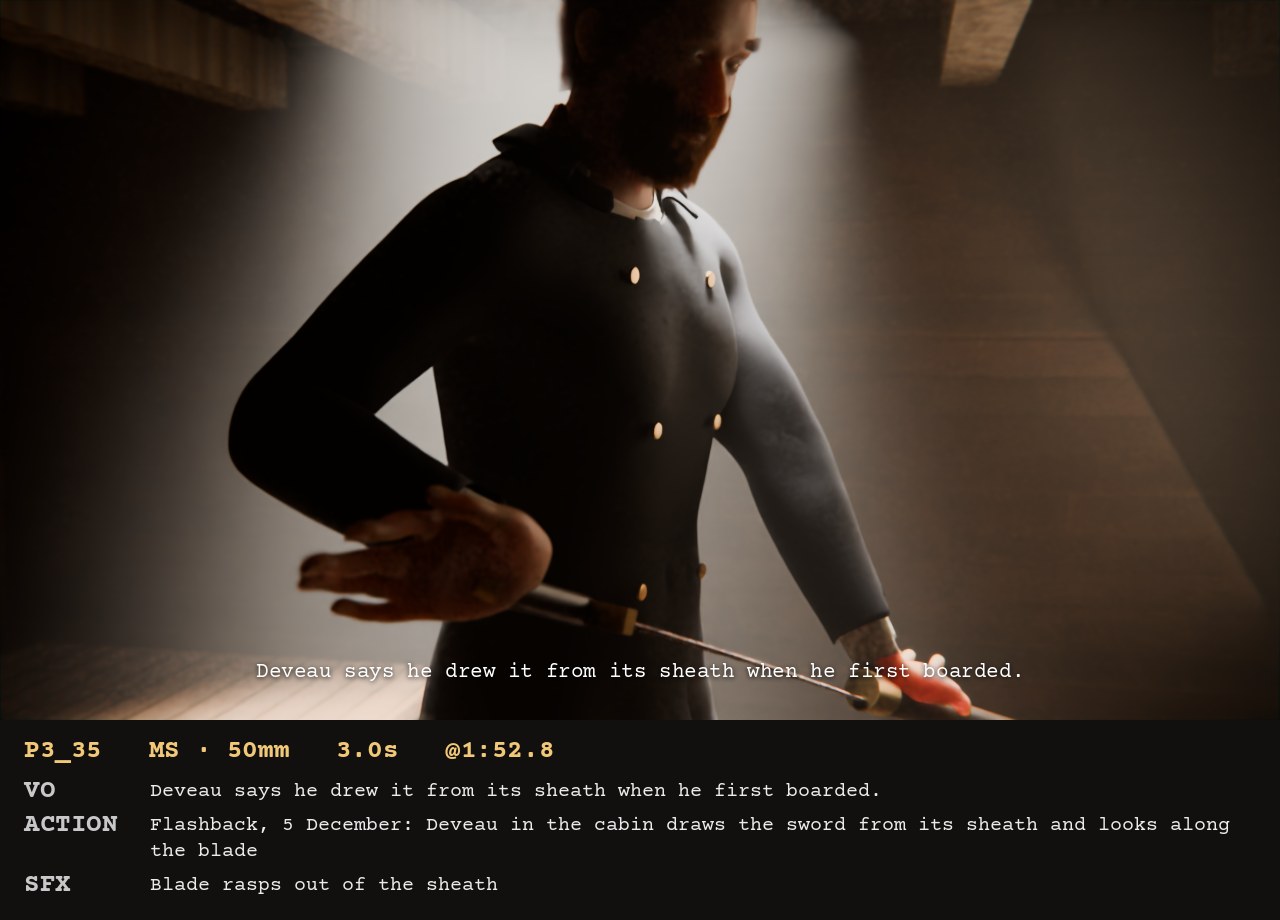 Deveau says he drew it from its sheath when he first boarded.
P3_35 MS · 50mm 3.0s @1:52.8
VO Deveau says he drew it from its sheath when he first boarded.
ACTION Flashback, 5 December: Deveau in the cabin draws the sword from its sheath and looks along
the blade
SFX Blade rasps out of the sheath